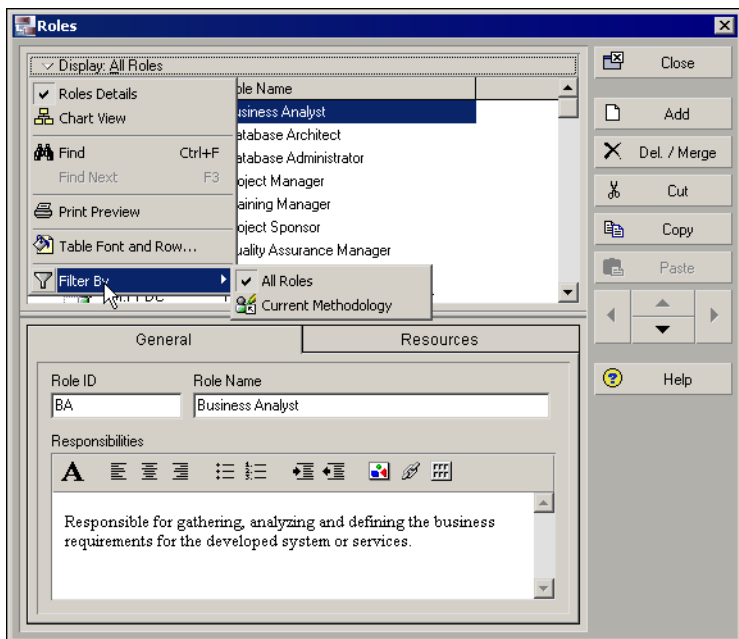 Roles
Display: All Roles
Close
Roles Details
ole Name
Chart View
usiness Analyst
Add
atabase Architect
Find Ctrl+F
atabase Administrator
Del. / Merge
Find Next F3
oject Manager
Cut
Print Preview
aining Manager
oject Sponsor
Copy
Table Font and Row...
uality Assurance Manager
Paste
Filter By
All Roles
Current Methodology
General
Resources
Help
Role ID
Role Name
BA
Business Analyst
Responsibilities
A
Responsible for gathering, analyzing and defining the business
requirements for the developed system or services.